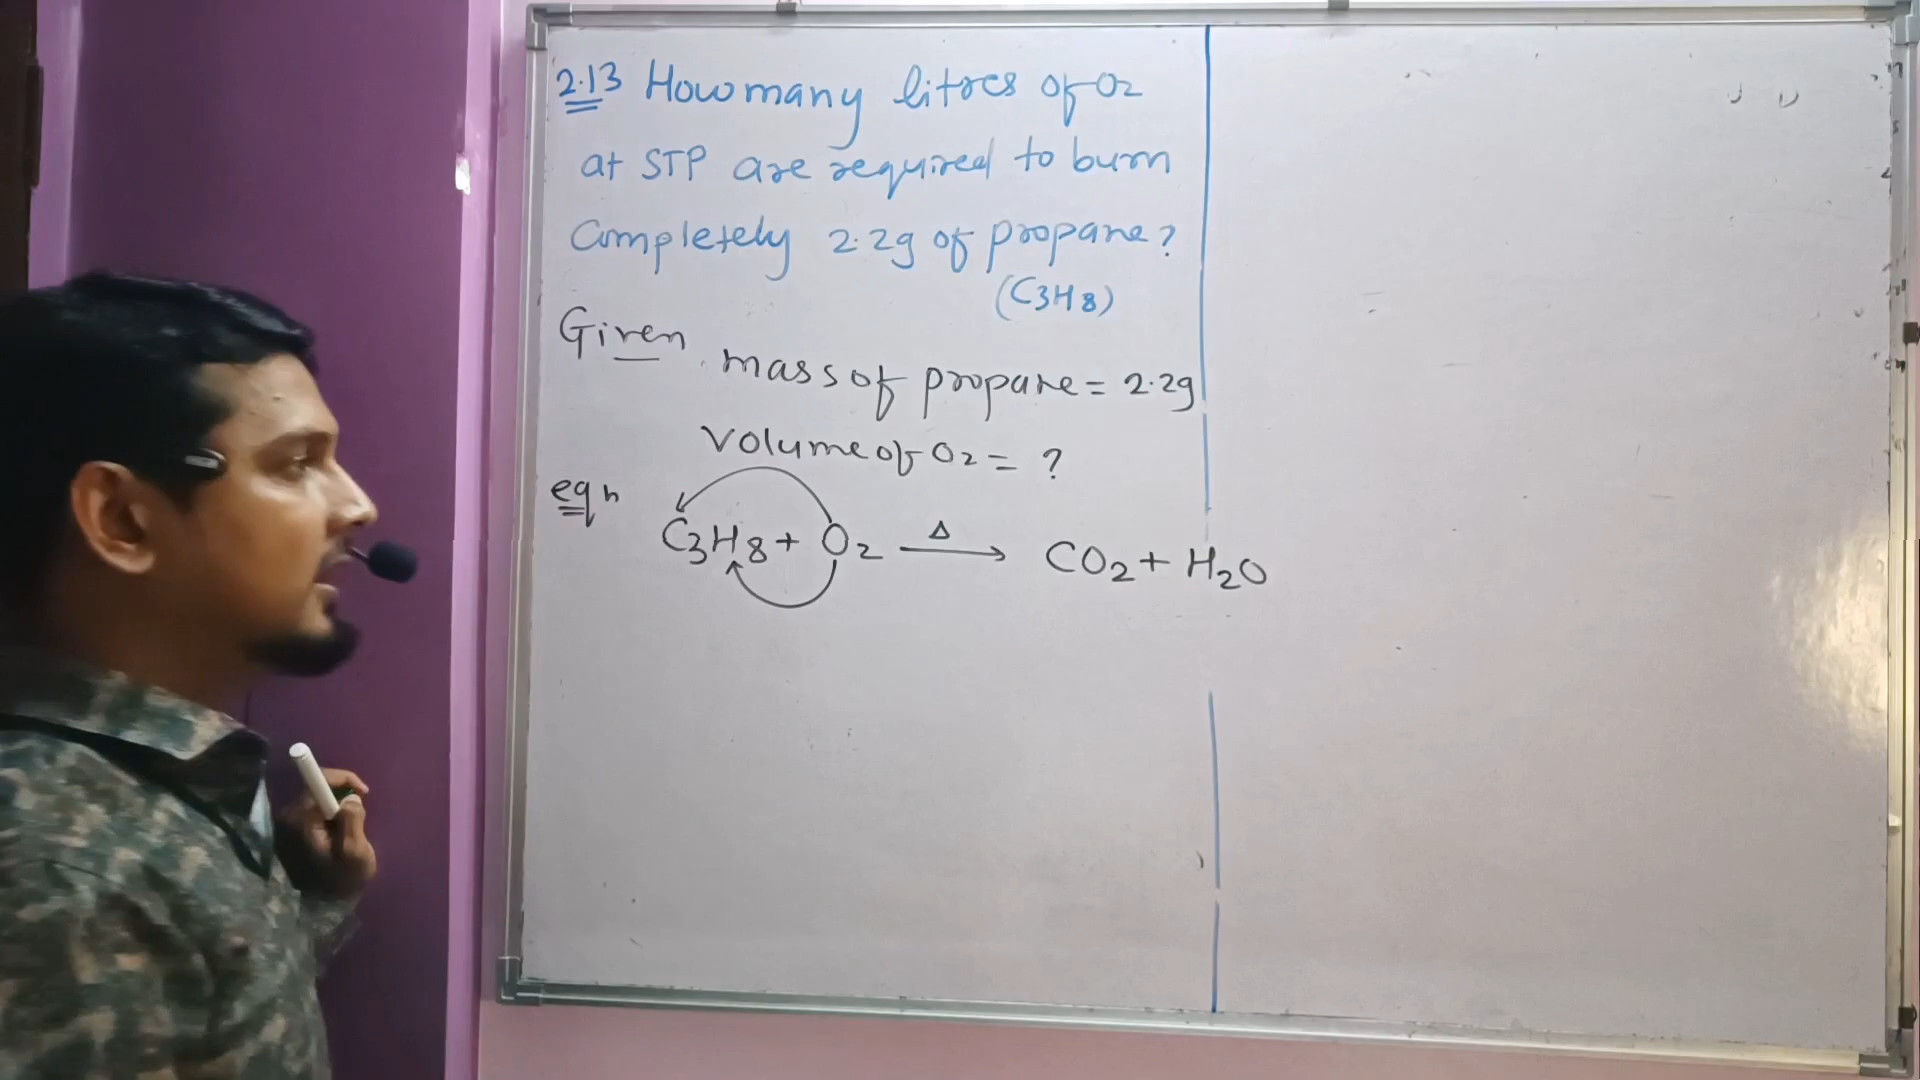 2.13 How many litres of O2
at STP are required to burn
Completely 2.2g of propane?
(C3H8)
Given
mass of propane = 2.2g
Volume of O2 = ?
eqn
C3H8 + O2 —Δ→ CO2 + H2O